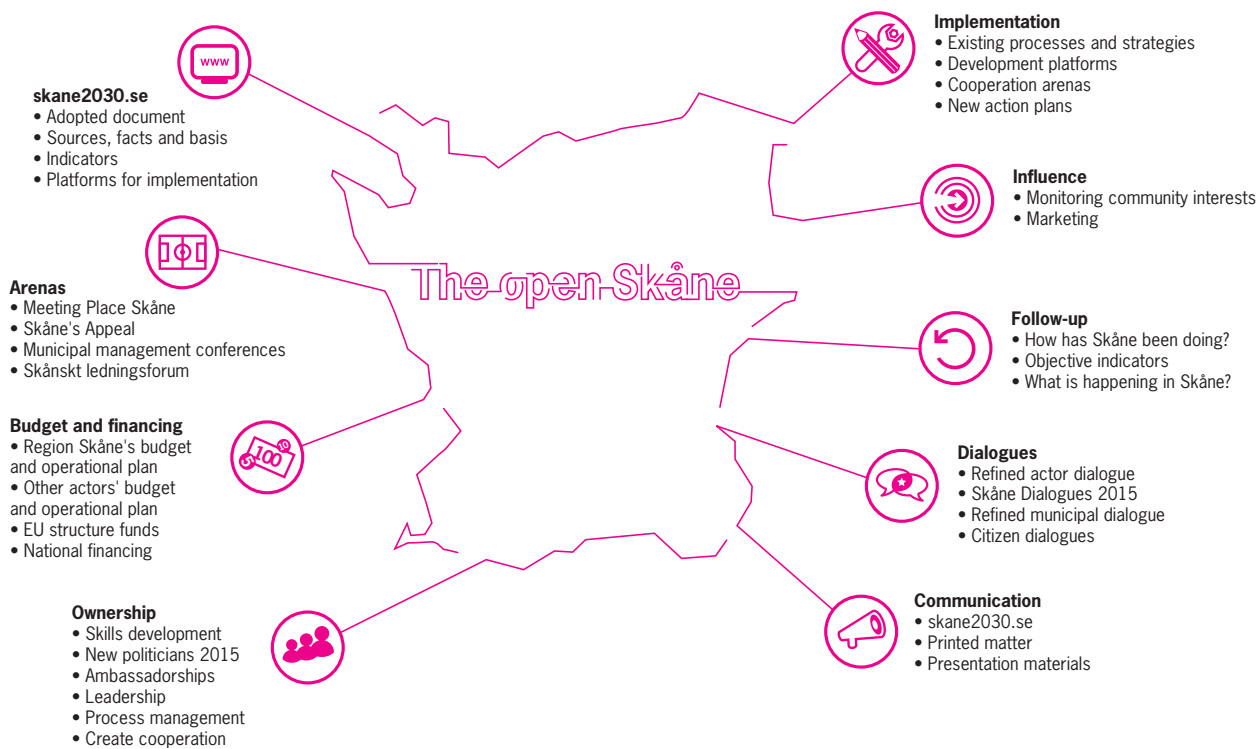 www
skane2030.se
• Adopted document
• Sources, facts and basis
• Indicators
• Platforms for implementation
Arenas
• Meeting Place Skåne
• Skåne's Appeal
• Municipal management conferences
• Skånskt ledningsforum
Budget and financing
• Region Skåne's budget
and operational plan
• Other actors' budget
and operational plan
• EU structure funds
• National financing
100
10
5
Ownership
• Skills development
• New politicians 2015
• Ambassadorships
• Leadership
• Process management
• Create cooperation
The open Skåne
Implementation
• Existing processes and strategies
• Development platforms
• Cooperation arenas
• New action plans
Influence
• Monitoring community interests
• Marketing
Follow-up
• How has Skåne been doing?
• Objective indicators
• What is happening in Skåne?
Dialogues
• Refined actor dialogue
• Skåne Dialogues 2015
• Refined municipal dialogue
• Citizen dialogues
Communication
• skane2030.se
• Printed matter
• Presentation materials